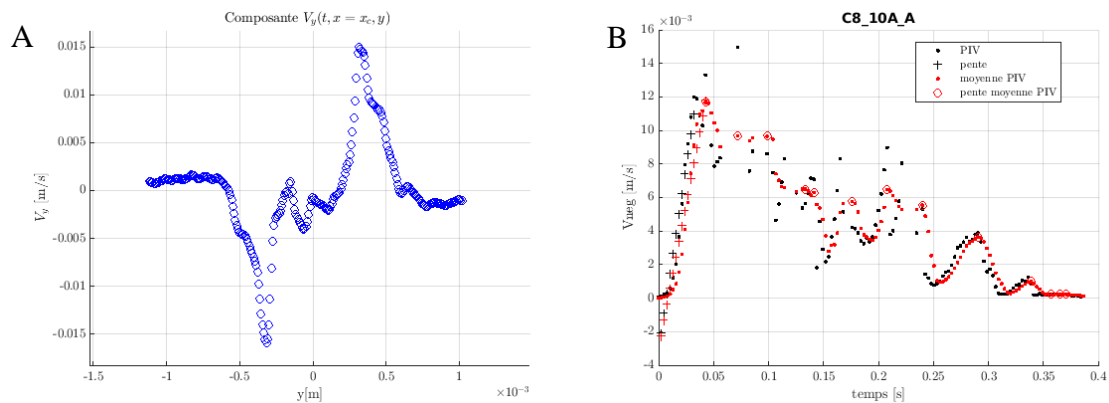 A
Composante V_y(t, x = x_c, y)
0.015
0.01
0.005
0
-0.005
-0.01
-0.015
V_y [m/s]
-1.5
-1
-0.5
0
0.5
1
y[m]
×10⁻³
B
C8_10A_A
×10⁻³
16
14
12
10
8
6
4
2
0
-2
-4
Vneg [m/s]
PIV
pente
moyenne PIV
pente moyenne PIV
0
0.05
0.1
0.15
0.2
0.25
0.3
0.35
0.4
temps [s]